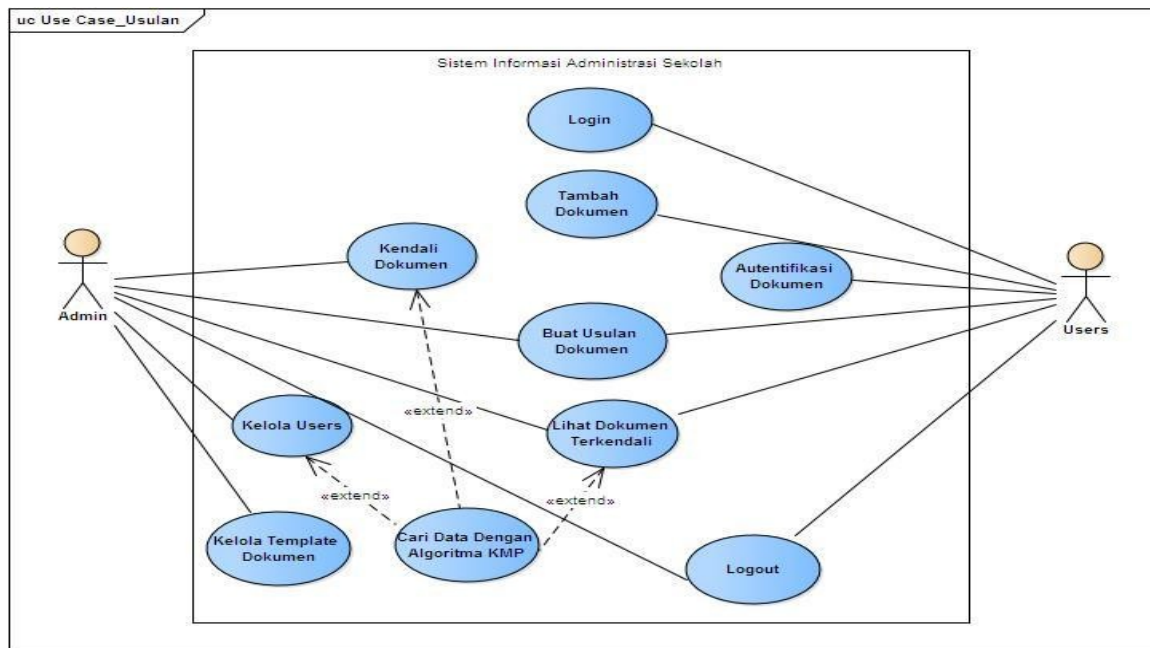 uc Use Case_Usulan
Sistem Informasi Administrasi Sekolah
Login
Tambah
Dokumen
Kendali
Dokumen
Autentifikasi
Dokumen
Admin
Users
Buat Usulan
Dokumen
«extend»
Kelola Users
Lihat Dokumen
Terkendali
«extend»
«extend»
Kelola Template
Dokumen
Cari Data Dengan
Algoritma KMP
Logout